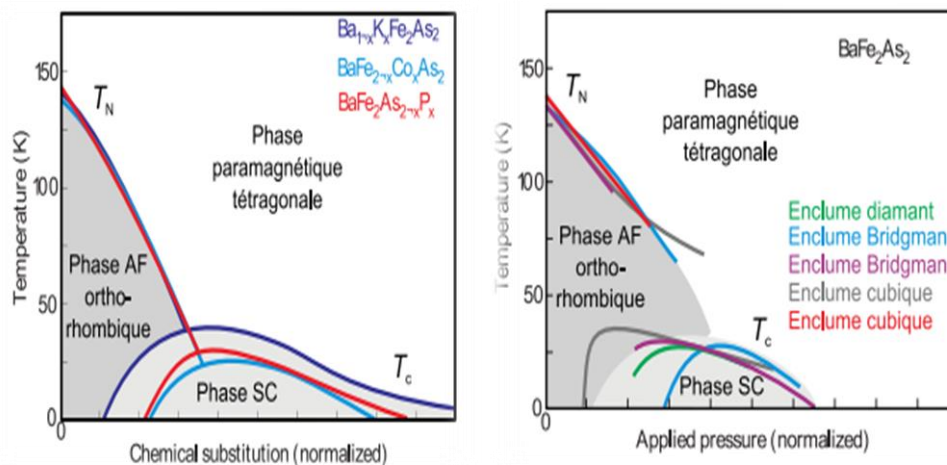 Ba₁₋ₓKₓFe₂As₂
BaFe₂₋ₓCoₓAs₂
BaFe₂As₂₋ₓPₓ
150
100
50
0
Temperature (K)
T_N
Phase
paramagnétique
tétragonale
Phase AF
ortho-
rhombique
T_c
Phase SC
0
Chemical substitution (normalized)
BaFe₂As₂
150
100
50
0
Temperature (K)
T_N
Phase
paramagnétique
tétragonale
Enclume diamant
Enclume Bridgman
Enclume Bridgman
Enclume cubique
Enclume cubique
Phase AF
ortho-
rhombique
T_c
Phase SC
0
Applied pressure (normalized)